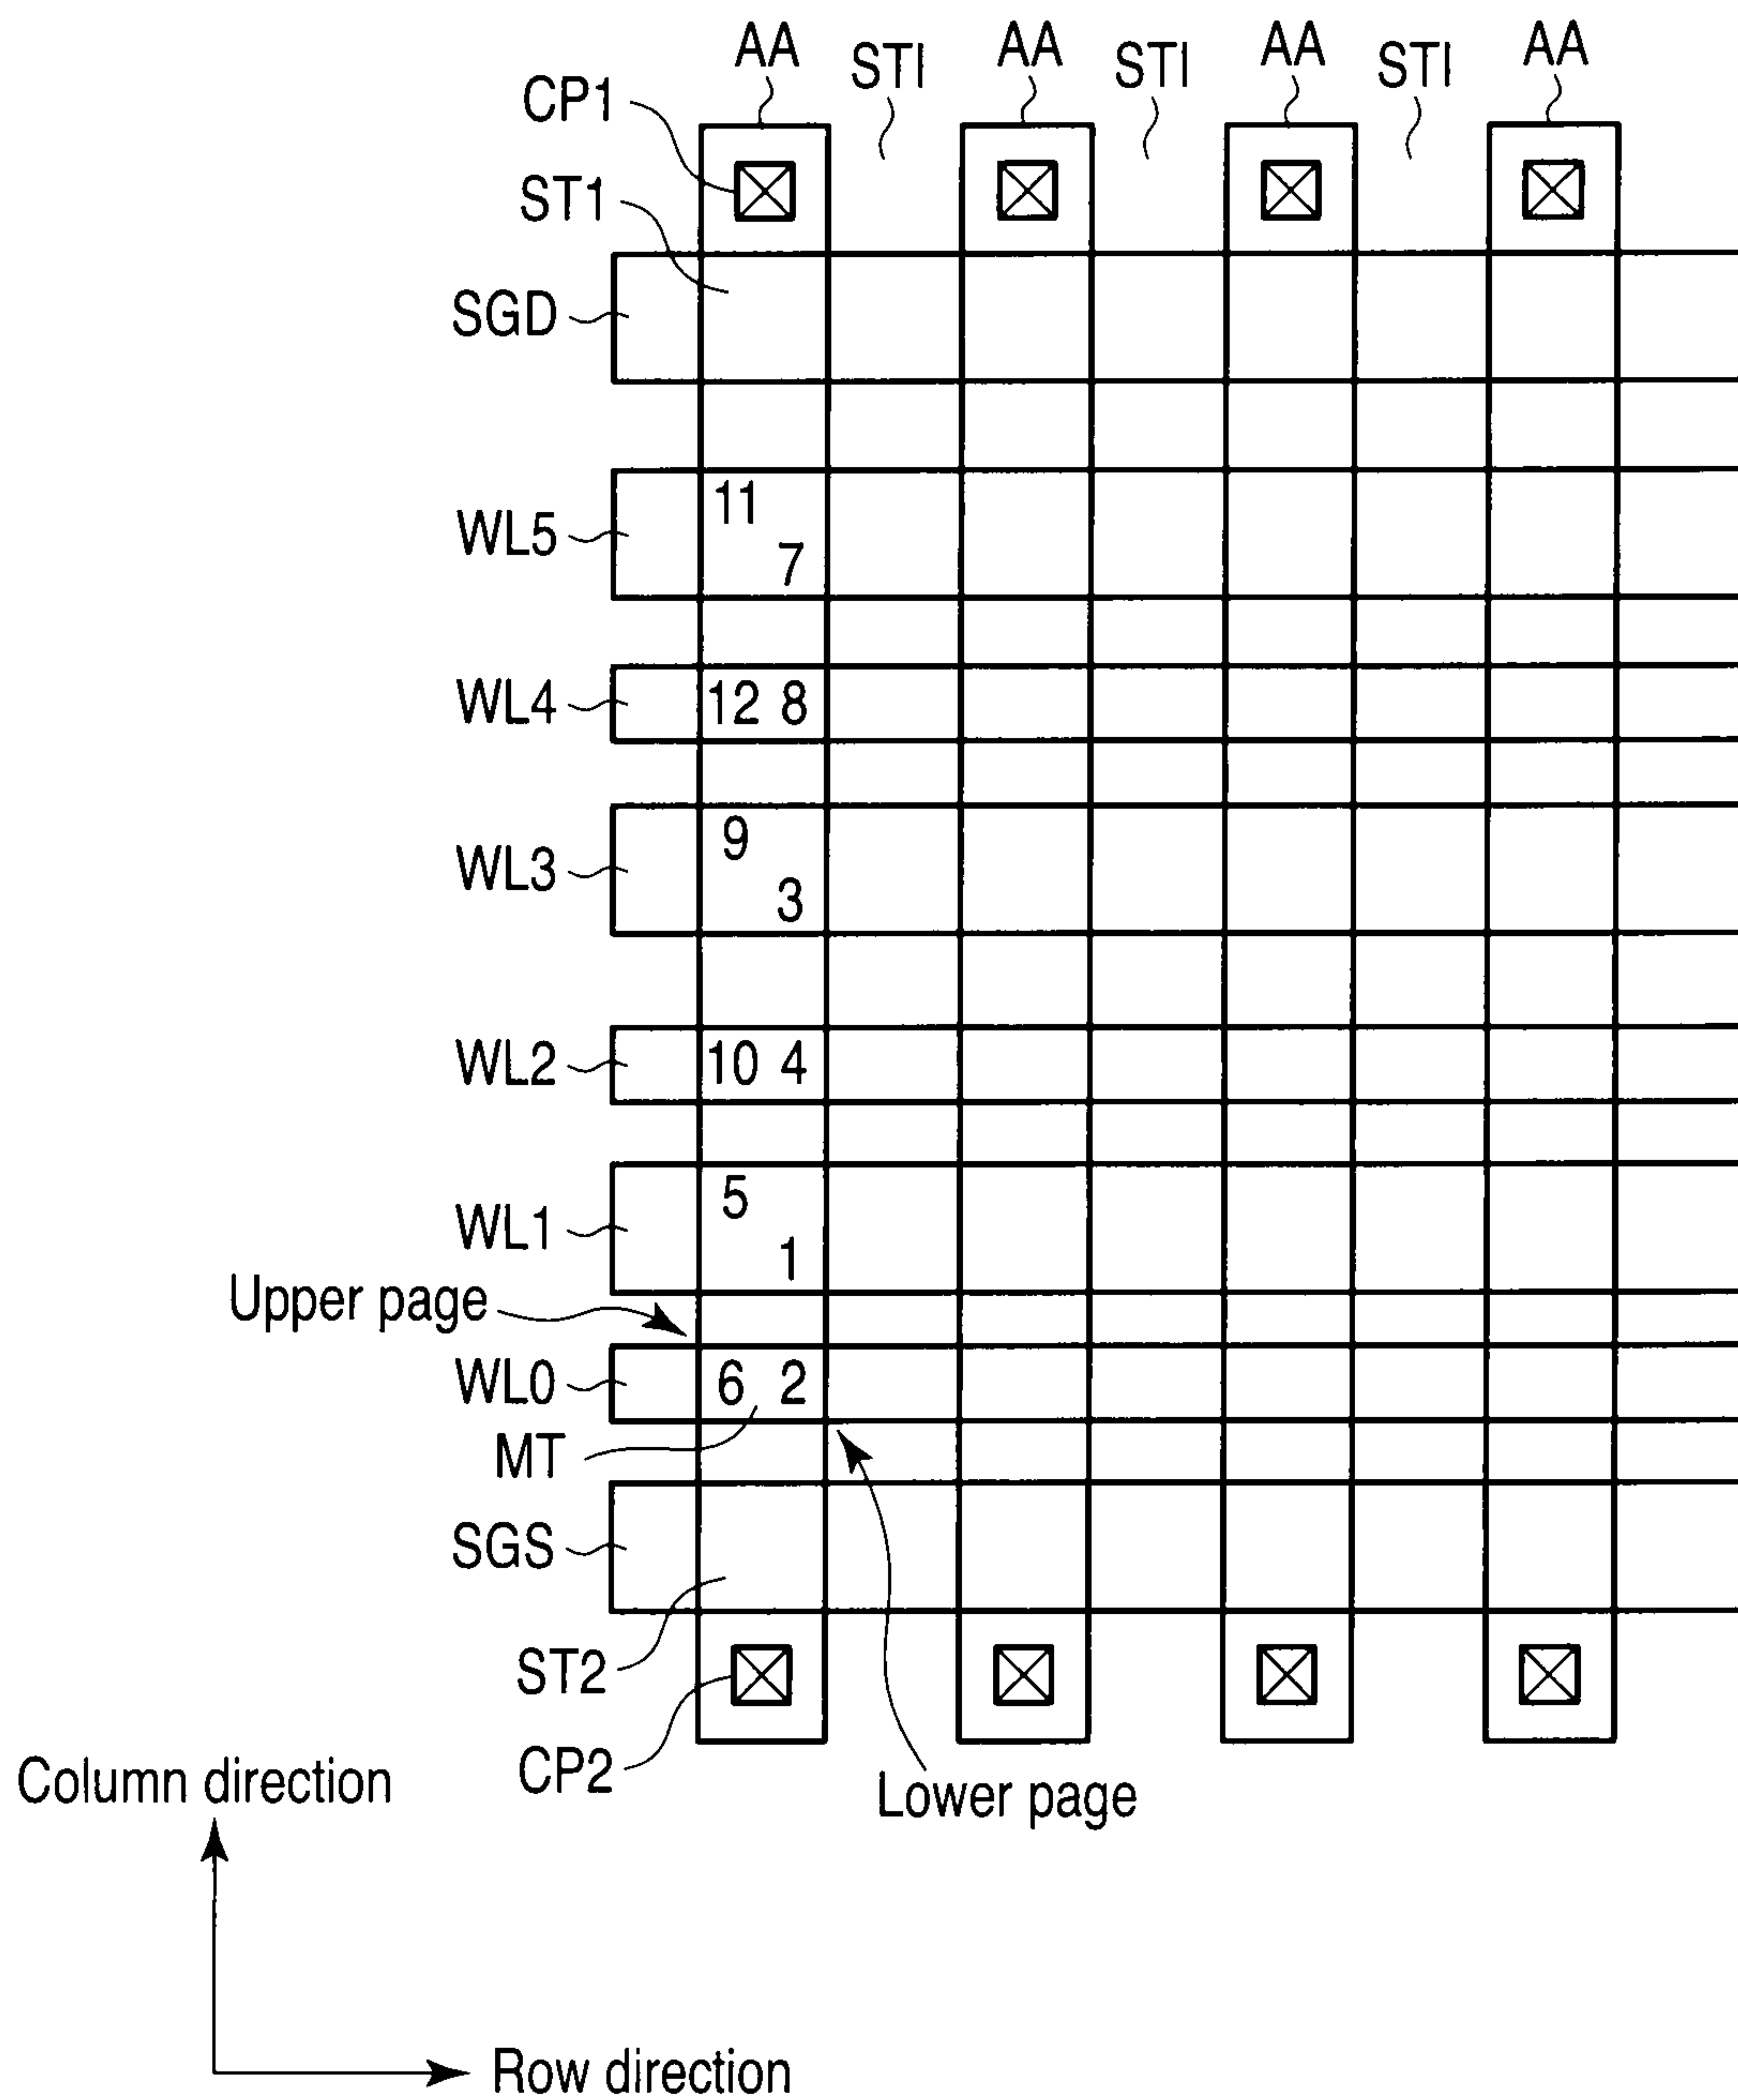 AA STI AA STI AA STI AA
CP1
ST1
SGD
WL5 11
7
WL4 12 8
WL3 9
3
WL2 10 4
WL1 5
1
Upper page
WL0 6 2
MT
SGS
ST2
CP2
Lower page
Column direction
Row direction